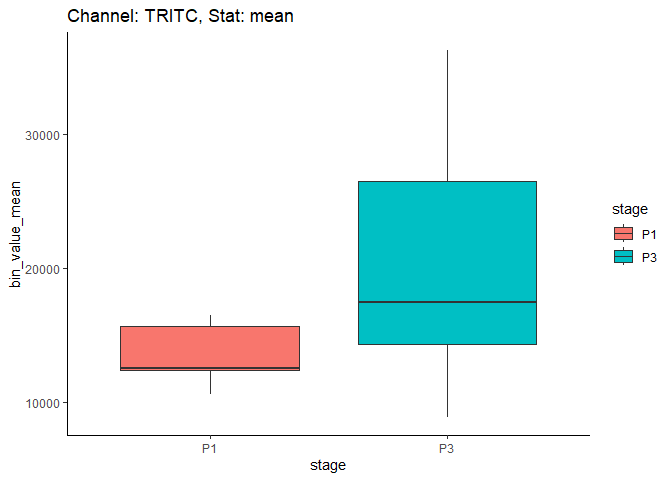 Channel: TRITC, Stat: mean
bin_value_mean
30000
20000
10000
P1
P3
stage
stage
P1
P3